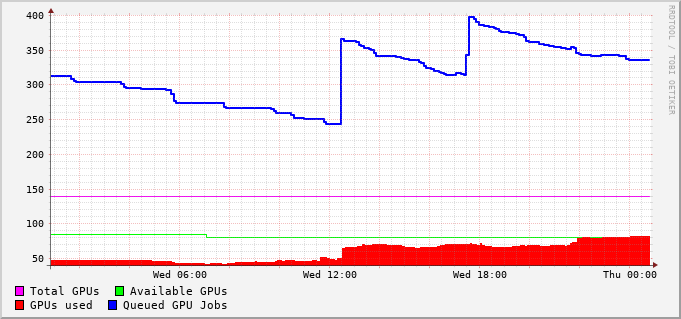 400
350
300
250
200
150
100
50
Wed 06:00 Wed 12:00 Wed 18:00 Thu 00:00
Total GPUs Available GPUs
GPUs used Queued GPU Jobs
RRDTOOL / TOBI OETIKER